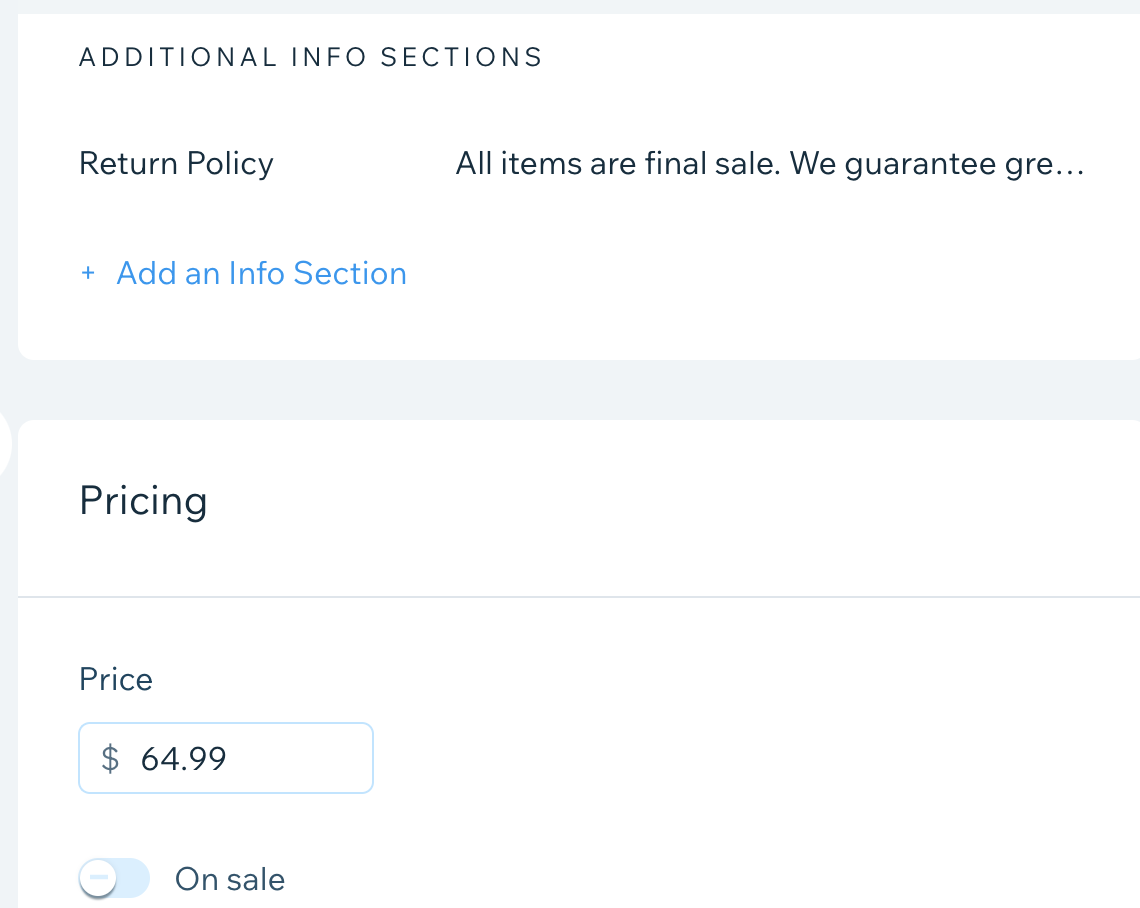 ADDITIONAL INFO SECTIONS
Return Policy All items are final sale. We guarantee gre...
+ Add an Info Section
Pricing
Price
$ 64.99
On sale